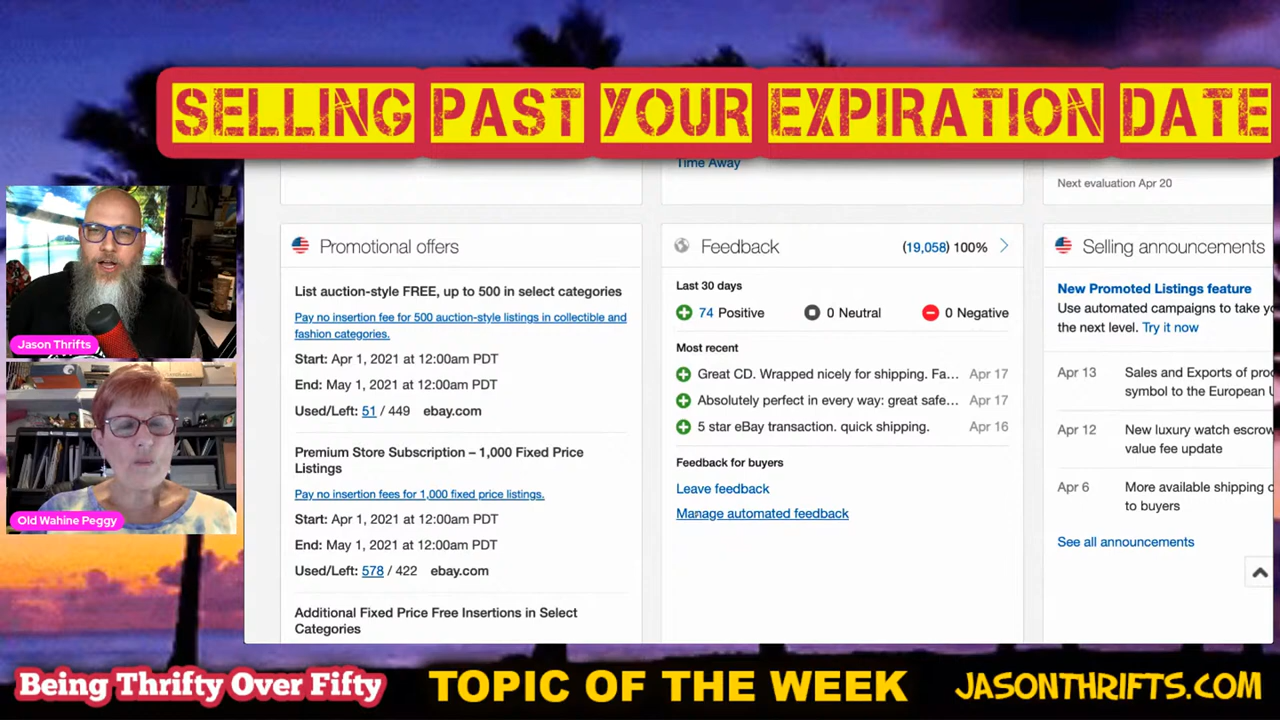 SELLING PAST YOUR EXPIRATION DATE
Time Away
Next evaluation Apr 20
Jason Thrifts
Old Wahine Peggy
Promotional offers
List auction-style FREE, up to 500 in select categories
Pay no insertion fee for 500 auction-style listings in collectible and
fashion categories.
Start: Apr 1, 2021 at 12:00am PDT
End: May 1, 2021 at 12:00am PDT
Used/Left: 51 / 449 ebay.com
Premium Store Subscription – 1,000 Fixed Price
Listings
Pay no insertion fees for 1,000 fixed price listings.
Start: Apr 1, 2021 at 12:00am PDT
End: May 1, 2021 at 12:00am PDT
Used/Left: 578 / 422 ebay.com
Additional Fixed Price Free Insertions in Select
Categories
Feedback (19,058) 100%
Last 30 days
74 Positive 0 Neutral 0 Negative
Most recent
Great CD. Wrapped nicely for shipping. Fa... Apr 17
Absolutely perfect in every way: great safe... Apr 17
5 star eBay transaction. quick shipping. Apr 16
Feedback for buyers
Leave feedback
Manage automated feedback
Selling announcements
New Promoted Listings feature
Use automated campaigns to take yo
the next level. Try it now
Apr 13 Sales and Exports of proc
symbol to the European U
Apr 12 New luxury watch escrow
value fee update
Apr 6 More available shipping o
to buyers
See all announcements
Being Thrifty Over Fifty
TOPIC OF THE WEEK
JASONTHRIFTS.COM